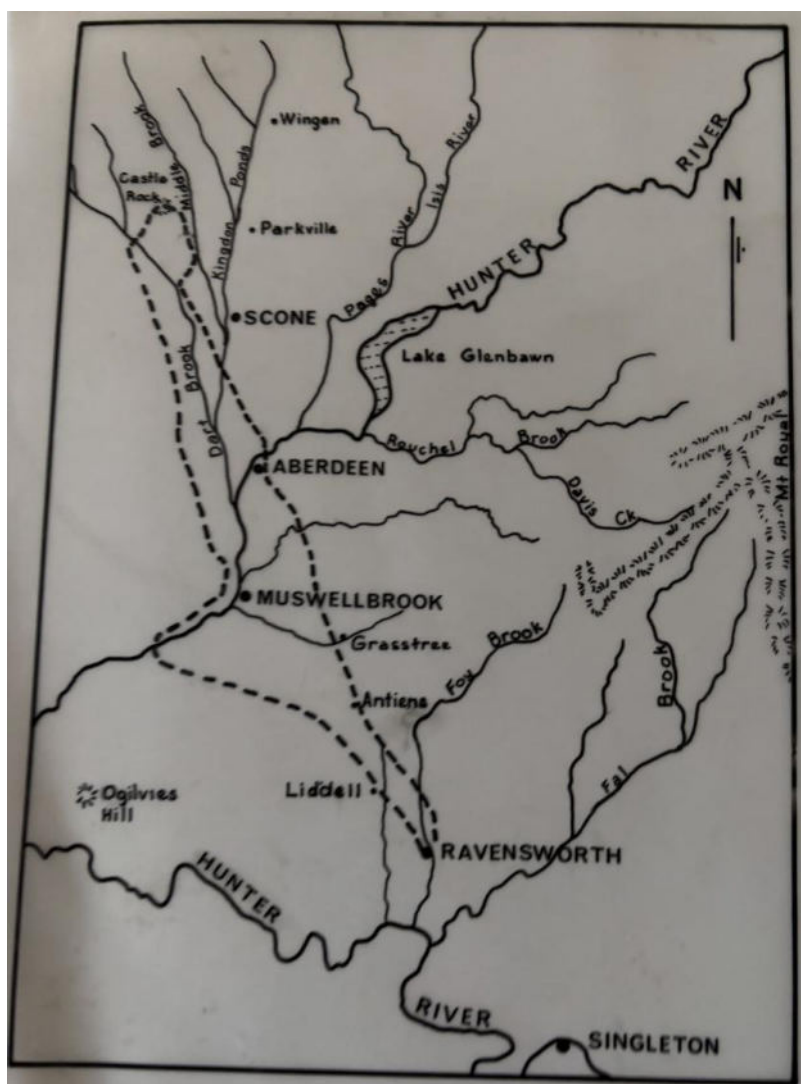 Wingen
Brook
Middle
Castle
Rock
Ponds
Kingdon
Parkville
Isis
River
Pages
River
HUNTER
RIVER
N
SCONE
Lake Glenbawn
Brook
Dart
Rouchel
Brook
Mt Royal
ABERDEEN
Davis
Ck
MUSWELLBROOK
Grasstree
Foy
Brook
Brook
Antiene
Fal
Liddell
Ogilvies
Hill
RAVENSWORTH
HUNTER
RIVER
SINGLETON